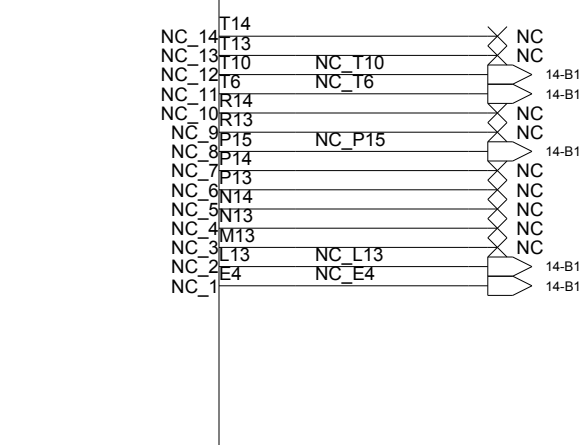 T14
NC_14 NC
T13
NC_13 NC
T10
NC_12 NC_T10 14-B1
T6
NC_11 NC_T6 14-B1
R14
NC_10 NC
R13
NC_9 NC
P15
NC_8 NC_P15 14-B1
P14
NC_7 NC
P13
NC_6 NC
N14
NC_5 NC
N13
NC_4 NC
M13
NC_3 NC
L13
NC_2 NC_L13 14-B1
E4
NC_1 NC_E4 14-B1